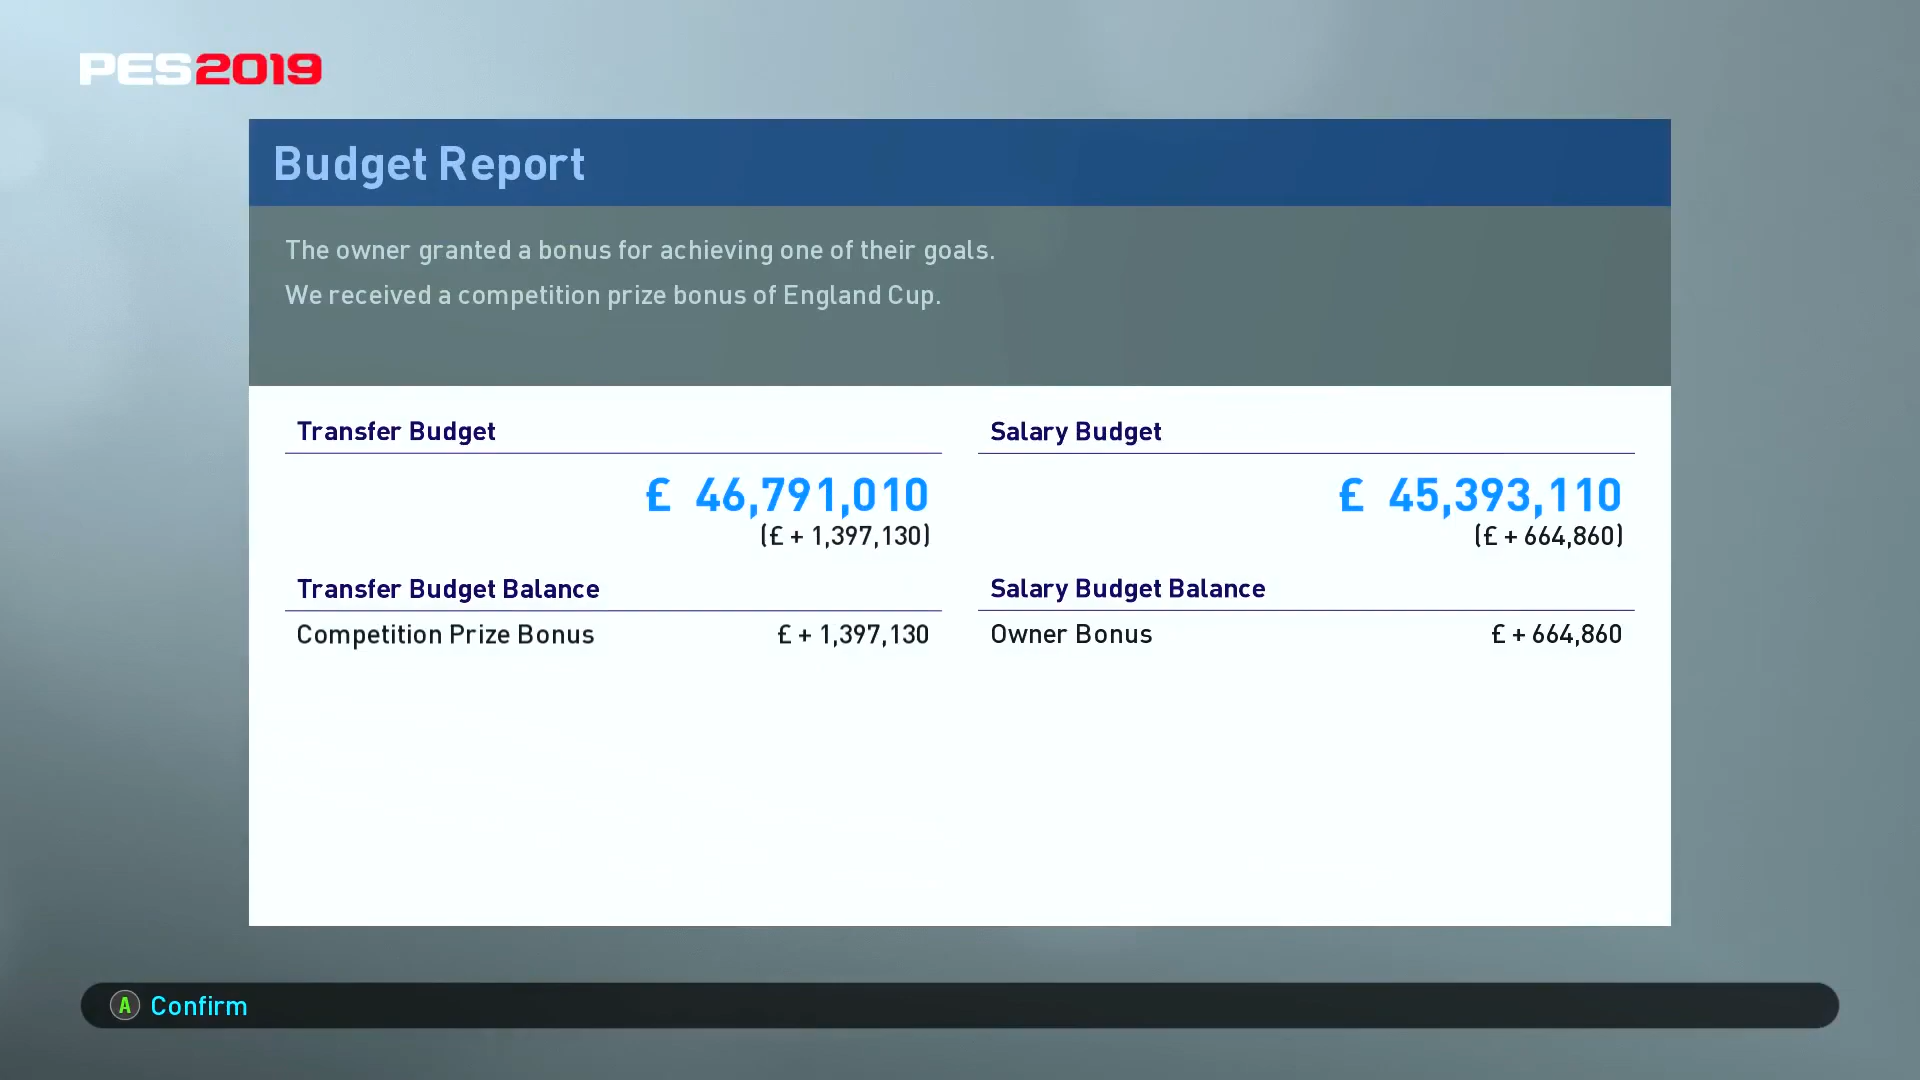 PES2019
Budget Report
The owner granted a bonus for achieving one of their goals.
We received a competition prize bonus of England Cup.
Transfer Budget
£ 46,791,010
(£ + 1,397,130)
Transfer Budget Balance
Competition Prize Bonus £ + 1,397,130
Salary Budget
£ 45,393,110
(£ + 664,860)
Salary Budget Balance
Owner Bonus £ + 664,860
A Confirm